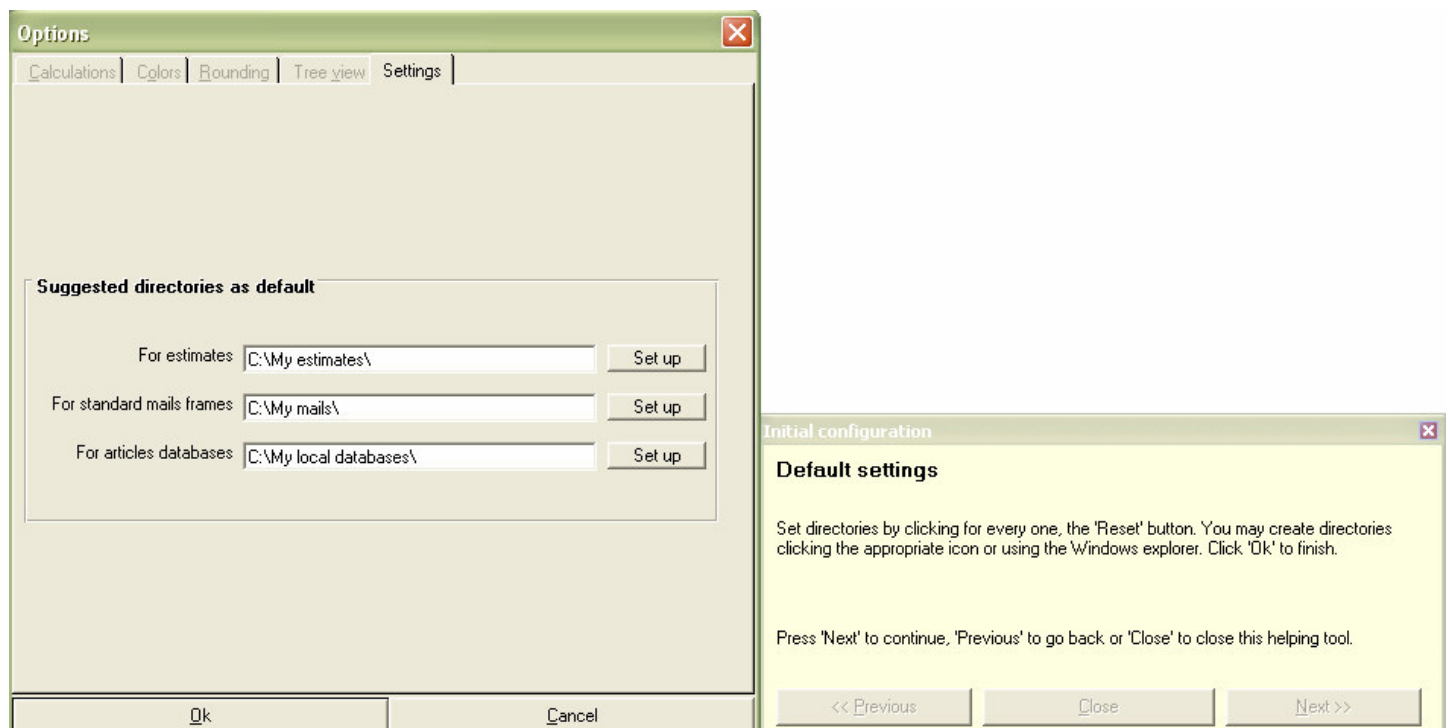 Options
Calculations Colors Rounding Tree view Settings
Suggested directories as default
For estimates C:\My estimates\ Set up
For standard mails frames C:\My mails\ Set up
For articles databases C:\My local databases\ Set up
Ok Cancel
Initial configuration
Default settings
Set directories by clicking for every one, the 'Reset' button. You may create directories
clicking the appropriate icon or using the Windows explorer. Click 'Ok' to finish.
Press 'Next' to continue, 'Previous' to go back or 'Close' to close this helping tool.
<< Previous Close Next >>